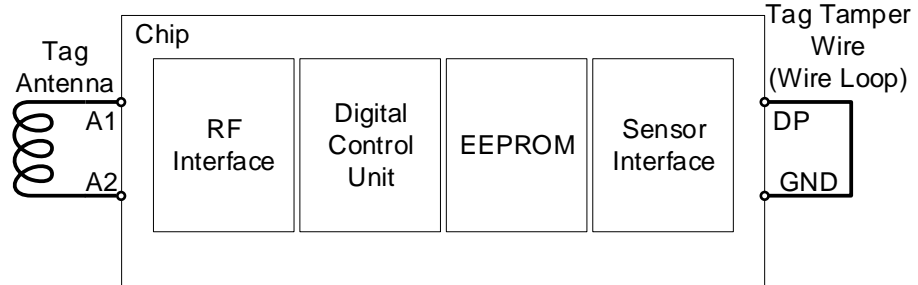 Tag
Antenna
A1
A2
Chip
RF
Interface
Digital
Control
Unit
EEPROM
Sensor
Interface
Tag Tamper
Wire
(Wire Loop)
DP
GND